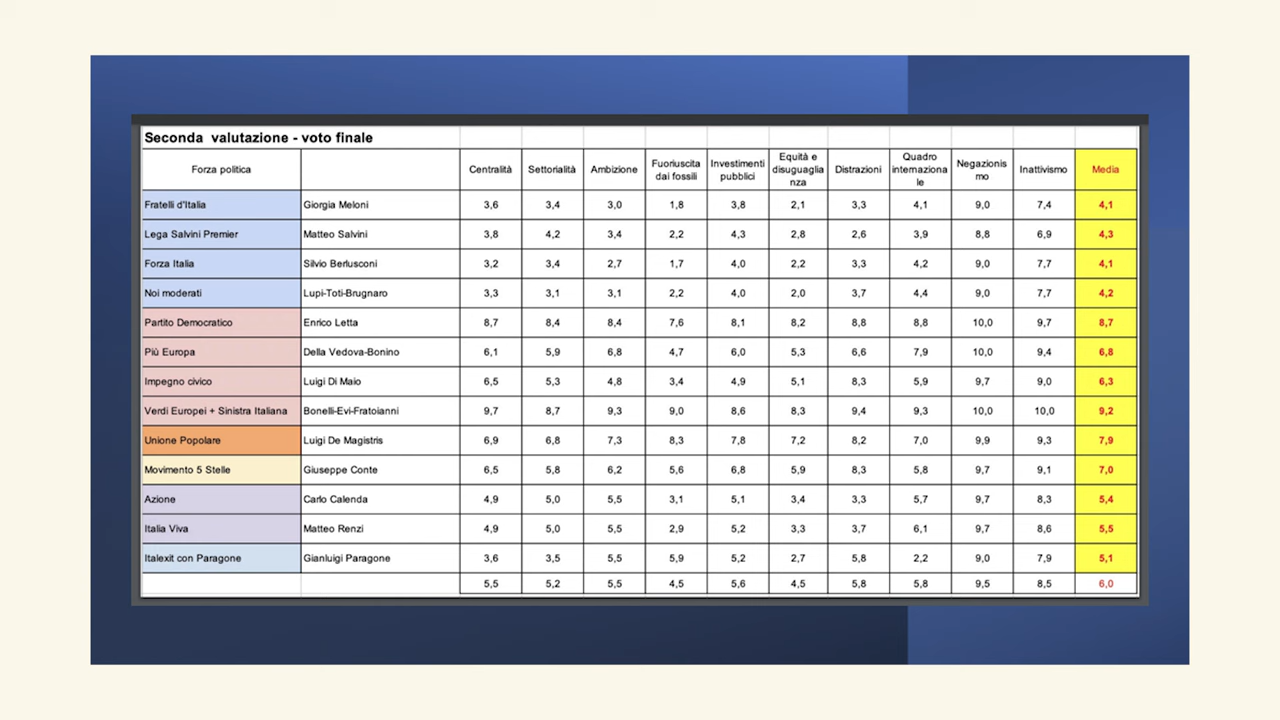 Seconda valutazione - voto finale
Forza politica Centralità Settorialità Ambizione Fuoriuscita dai fossili Investimenti pubblici Equità e disuguaglianza Distrazioni Quadro internazionale Negazionismo Inattivismo Media
Fratelli d'Italia Giorgia Meloni 3,6 3,4 3,0 1,8 3,8 2,1 3,3 4,1 9,0 7,4 4,1
Lega Salvini Premier Matteo Salvini 3,8 4,2 3,4 2,2 4,3 2,8 2,6 3,9 8,8 6,9 4,3
Forza Italia Silvio Berlusconi 3,2 3,4 2,7 1,7 4,0 2,2 3,3 4,2 9,0 7,7 4,1
Noi moderati Lupi-Toti-Brugnaro 3,3 3,1 3,1 2,2 4,0 2,0 3,7 4,4 9,0 7,7 4,2
Partito Democratico Enrico Letta 8,7 8,4 8,4 7,6 8,1 8,2 8,8 8,8 10,0 9,7 8,7
Più Europa Della Vedova-Bonino 6,1 5,9 6,8 4,7 6,0 5,3 6,6 7,9 10,0 9,4 6,8
Impegno civico Luigi Di Maio 6,5 5,3 4,8 3,4 4,9 5,1 8,3 5,9 9,7 9,0 6,3
Verdi Europei + Sinistra Italiana Bonelli-Evi-Fratoianni 9,7 8,7 9,3 9,0 8,6 8,3 9,4 9,3 10,0 10,0 9,2
Unione Popolare Luigi De Magistris 6,9 6,8 7,3 8,3 7,8 7,2 8,2 7,0 9,9 9,3 7,9
Movimento 5 Stelle Giuseppe Conte 6,5 5,8 6,2 5,6 6,8 5,9 8,3 5,8 9,7 9,1 7,0
Azione Carlo Calenda 4,9 5,0 5,5 3,1 5,1 3,4 3,3 5,7 9,7 8,3 5,4
Italia Viva Matteo Renzi 4,9 5,0 5,5 2,9 5,2 3,3 3,7 6,1 9,7 8,6 5,5
Italexit con Paragone Gianluigi Paragone 3,6 3,5 5,5 5,9 5,2 2,7 5,8 2,2 9,0 7,9 5,1
5,5 5,2 5,5 4,5 5,6 4,5 5,8 5,8 9,5 8,5 6,0